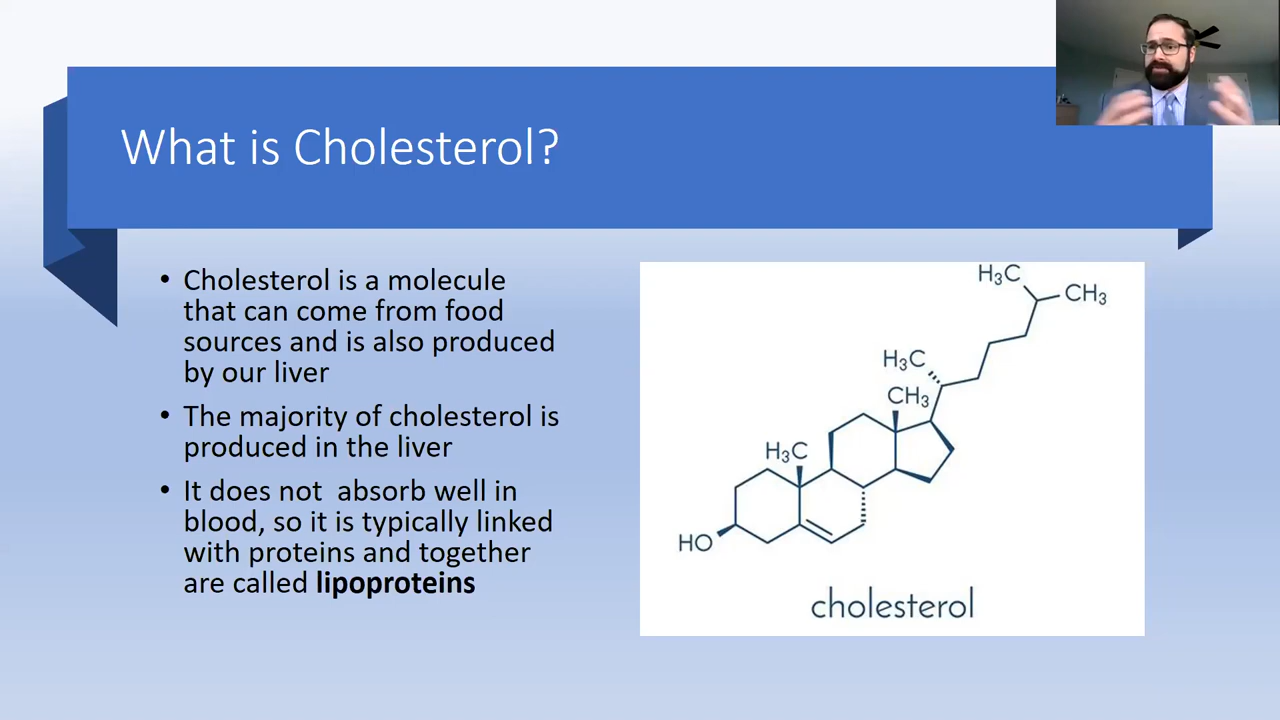 What is Cholesterol?
• Cholesterol is a molecule
that can come from food
sources and is also produced
by our liver
• The majority of cholesterol is
produced in the liver
• It does not  absorb well in
blood, so it is typically linked
with proteins and together
are called lipoproteins
H₃C
CH₃
H₃C
CH₃
H₃C
HO
cholesterol